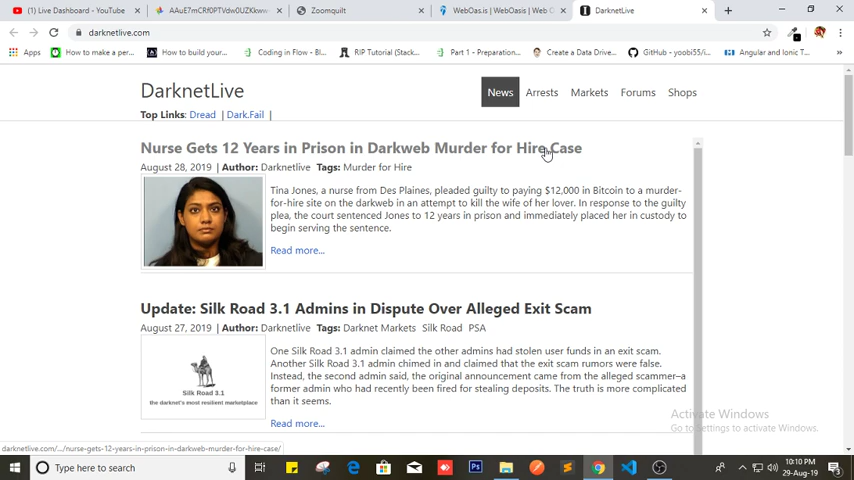 (1) Live Dashboard - YouTube
AAuE7mCRf0PTVdw0UZKkww
Zoomquilt
WebOas.is | WebOasis | Web O
DarknetLive
darknetlive.com
Apps
How to make a per...
How to build your...
Coding in Flow - Bl...
RIP Tutorial (Stack...
Part 1 - Preparation...
Create a Data Drive...
GitHub - yoobi55/i...
Angular and Ionic T...
DarknetLive
News
Arrests
Markets
Forums
Shops
Top Links: Dread | Dark.Fail |
Nurse Gets 12 Years in Prison in Darkweb Murder for Hire Case
August 28, 2019 | Author: Darknetlive Tags: Murder for Hire
Tina Jones, a nurse from Des Plaines, pleaded guilty to paying $12,000 in Bitcoin to a murder-
for-hire site on the darkweb in an attempt to kill the wife of her lover. In response to the guilty
plea, the court sentenced Jones to 12 years in prison and immediately placed her in custody to
begin serving the sentence.
Read more...
Update: Silk Road 3.1 Admins in Dispute Over Alleged Exit Scam
August 27, 2019 | Author: Darknetlive Tags: Darknet Markets Silk Road PSA
Silk Road 3.1
the darknet's most resilient marketplace
One Silk Road 3.1 admin claimed the other admins had stolen user funds in an exit scam.
Another Silk Road 3.1 admin chimed in and claimed that the exit scam rumors were false.
Instead, the second admin said, the original announcement came from the alleged scammer–a
former admin who had recently been fired for stealing deposits. The truth is more complicated
than it seems.
Read more...
Activate Windows
Go to Settings to activate Windows.
darknetlive.com/.../nurse-gets-12-years-in-prison-in-darkweb-murder-for-hire-case/
Type here to search
10:10 PM
29-Aug-19